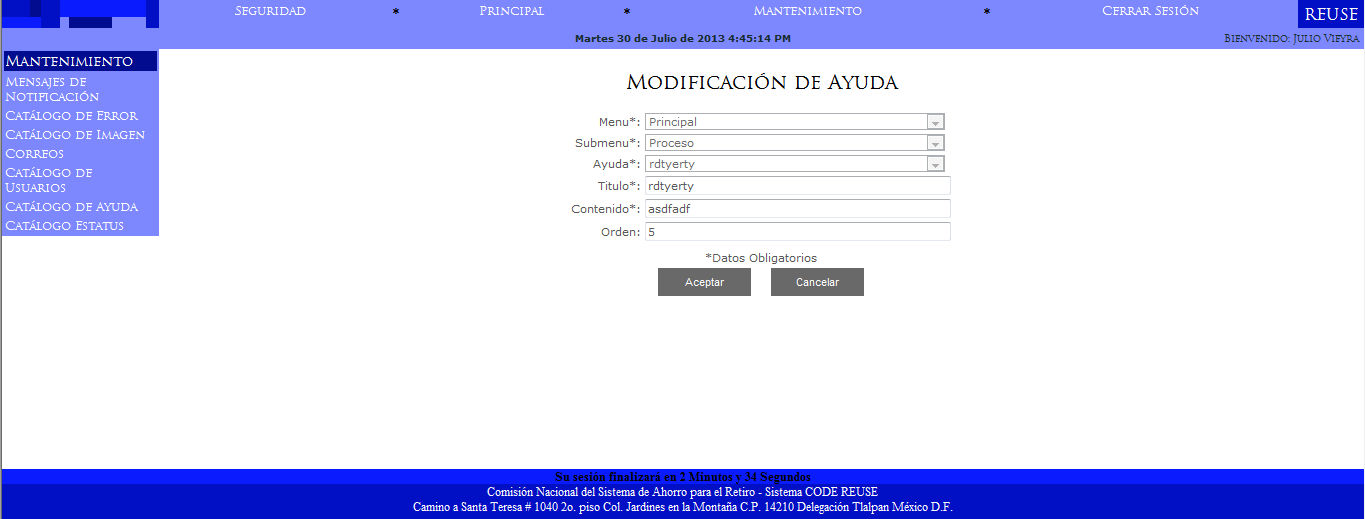 Seguridad * Principal * Mantenimiento * Cerrar Sesión REUSE
Martes 30 de Julio de 2013 4:45:14 PM Bienvenido: Julio Vieyra
Mantenimiento
Mensajes de
Notificación
Catálogo de Error
Catálogo de Imagen
Correos
Catálogo de
Usuarios
Catálogo de Ayuda
Catálogo Estatus
Modificación de Ayuda
Menu*: Principal
Submenu*: Proceso
Ayuda*: rdtyerty
Titulo*: rdtyerty
Contenido*: asdfadf
Orden: 5
*Datos Obligatorios
Aceptar Cancelar
Su sesión finalizará en 2 Minutos y 34 Segundos
Comisión Nacional del Sistema de Ahorro para el Retiro - Sistema CODE REUSE
Camino a Santa Teresa # 1040 2o. piso Col. Jardines en la Montaña C.P. 14210 Delegación Tlalpan México D.F.